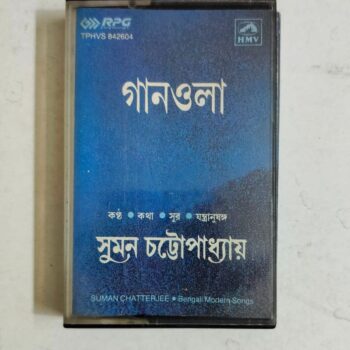 RPG
TPHVS 842604
HMV
গানওলা
কণ্ঠ ● কথা ● সুর ● যন্ত্রানুষঙ্গ
সুমন চট্টোপাধ্যায়
SUMAN CHATTERJEE ● Bengali Modern Songs